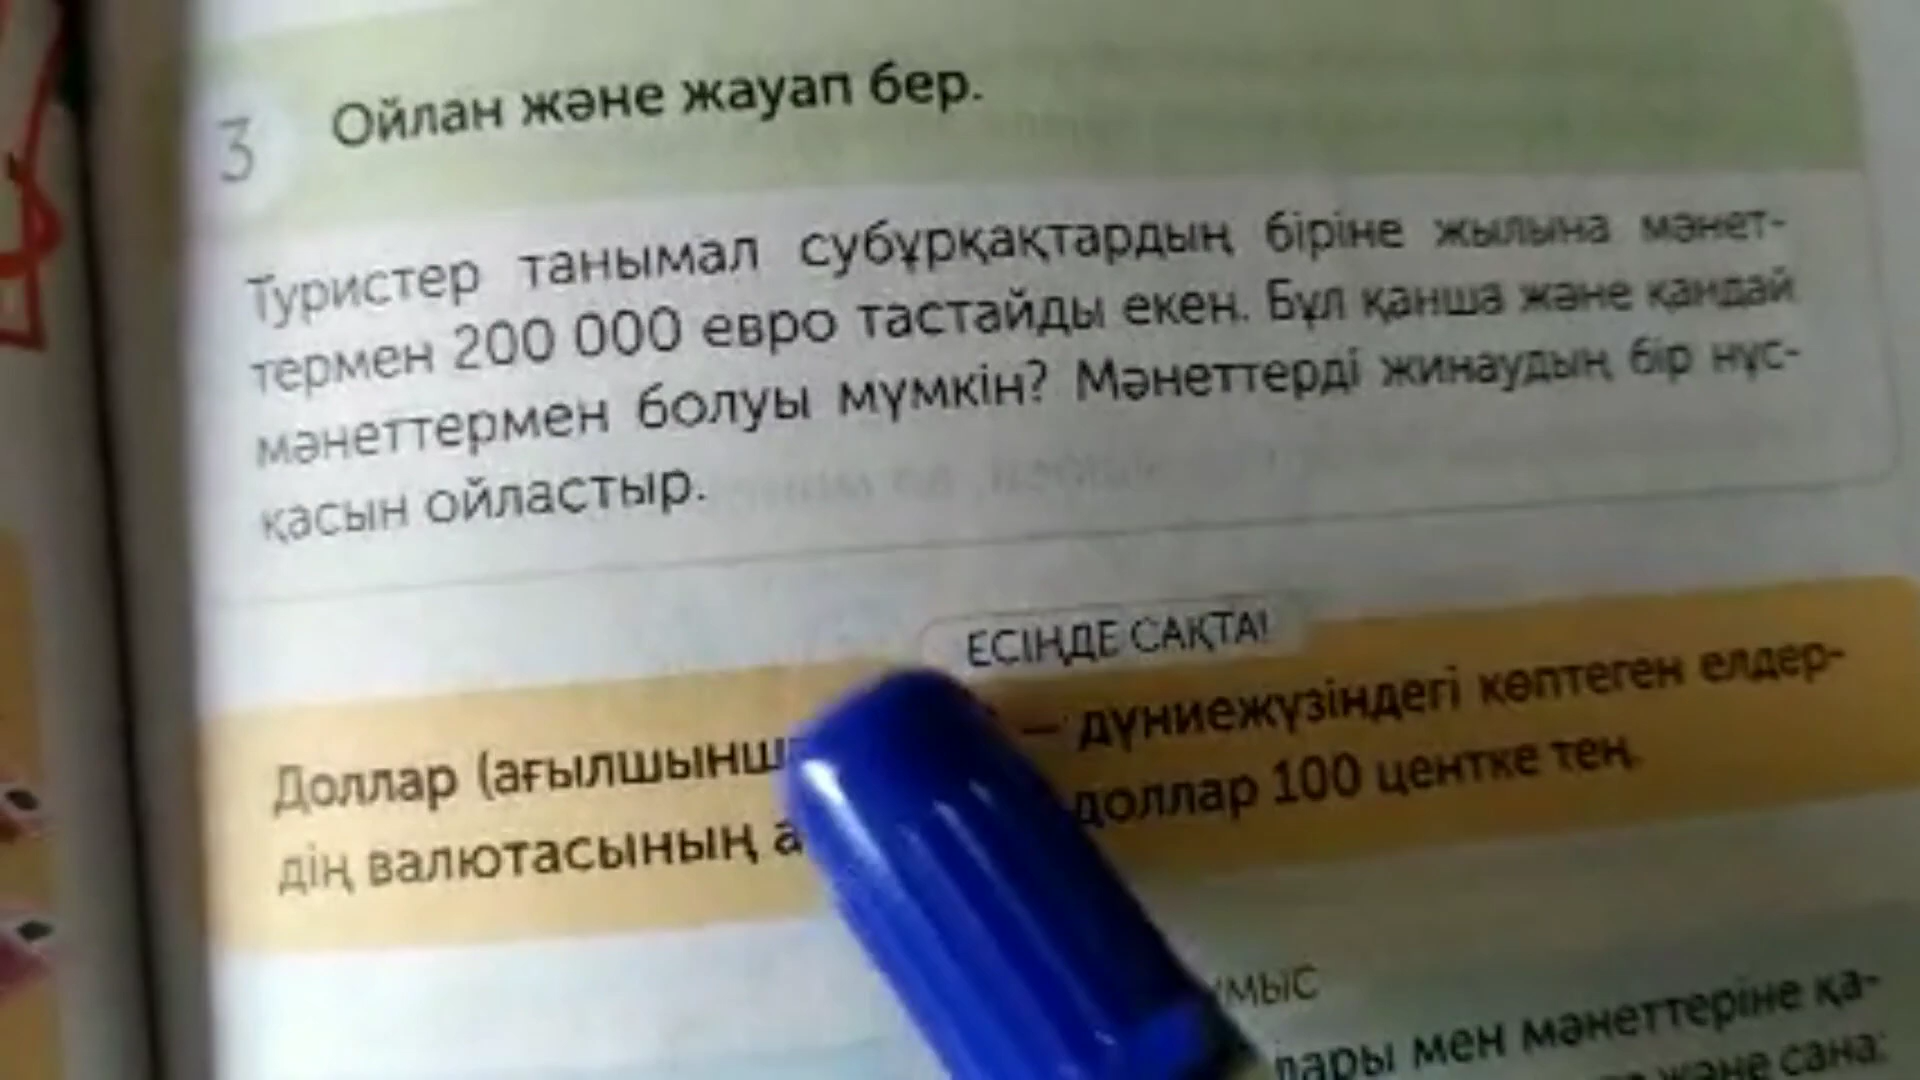 3 Ойлан және жауап бер.
Туристер танымал субұрқақтардың біріне жылына мәнет-
термен 200 000 евро тастайды екен. Бұл қанша және қандай
мәнеттермен болуы мүмкін? Мәнеттерді жинаудың бір нұс-
қасын ойластыр.
ЕСІҢДЕ САҚТА!
Доллар (ағылшынш — дүниежүзіндегі көптеген елдер-
дің валютасының а доллар 100 центке тең.
ұмыс
лары мен мәнеттеріне қа-
және сана: